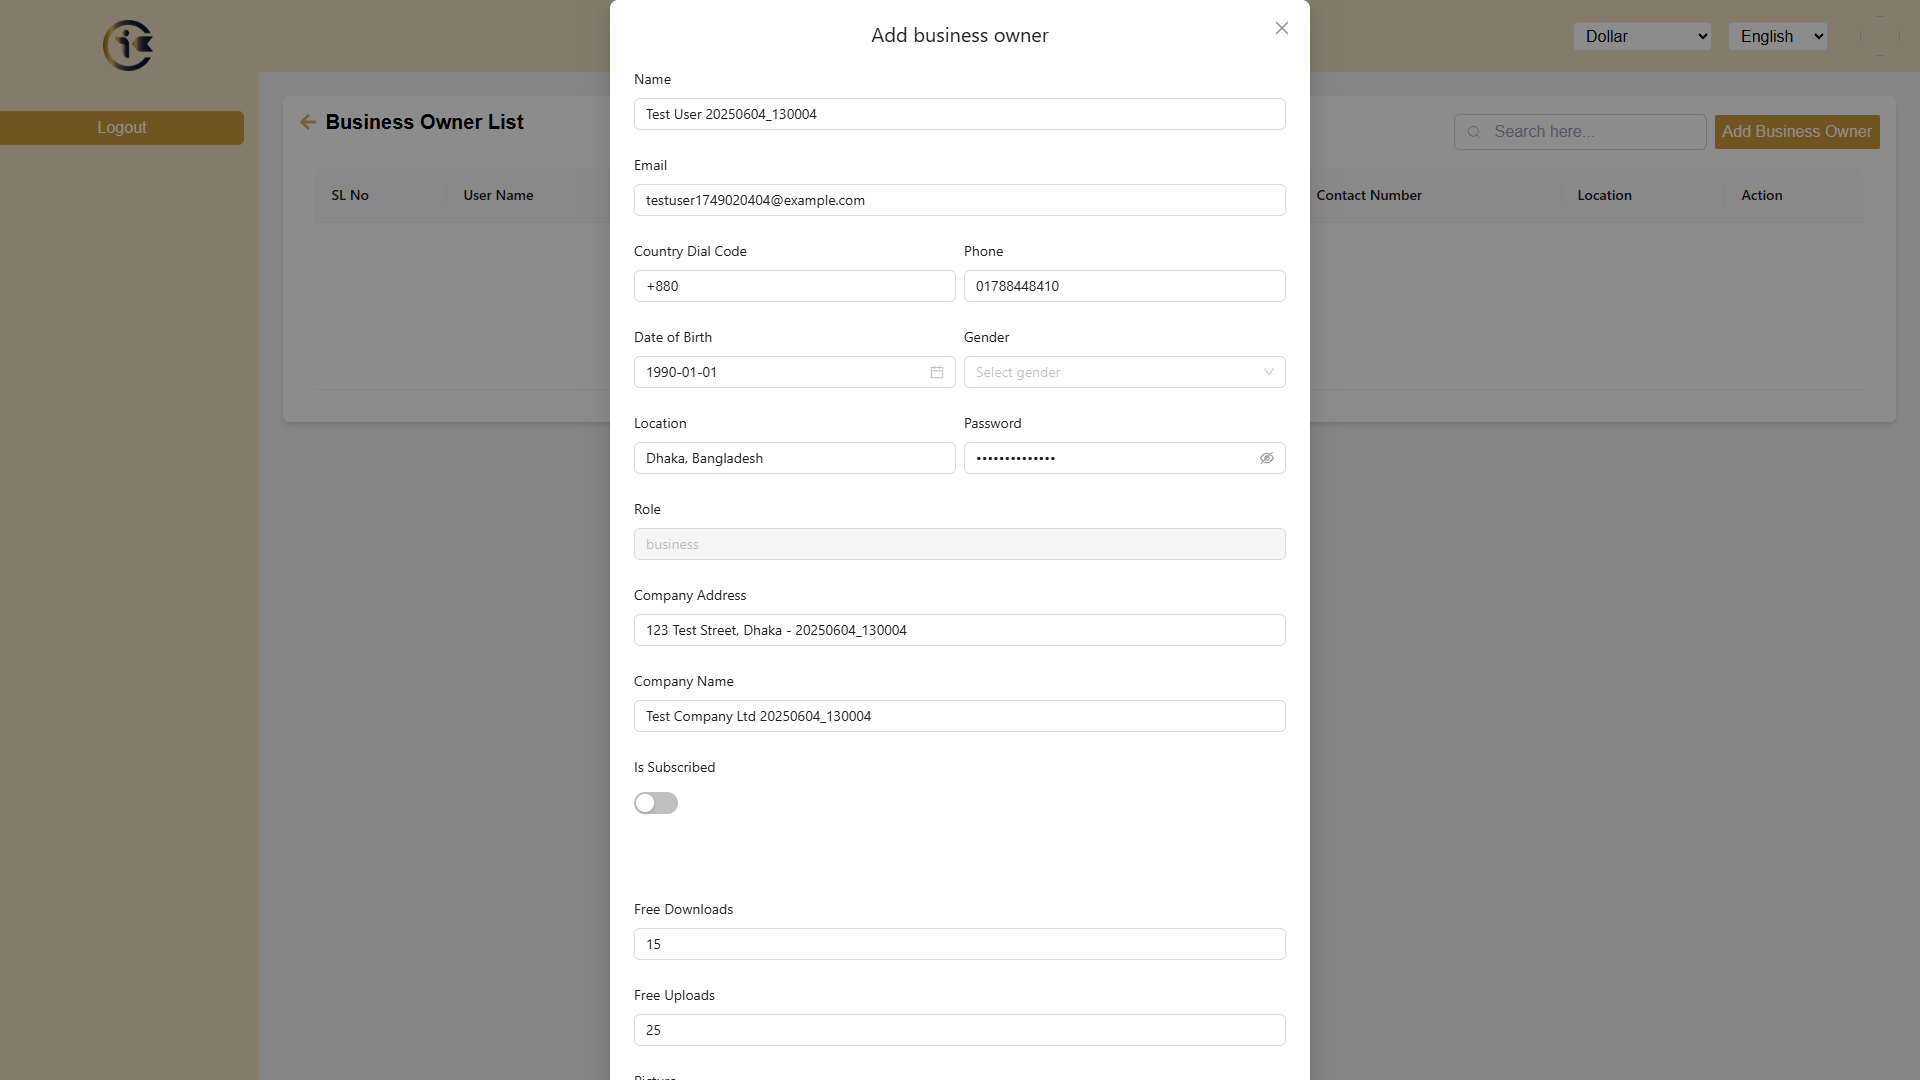 Add business owner
Dollar
English
Logout
Business Owner List
Search here...
Add Business Owner
SL No
User Name
Contact Number
Location
Action
Name
Test User 20250604_130004
Email
testuser1749020404@example.com
Country Dial Code
Phone
+880
01788448410
Date of Birth
Gender
1990-01-01
Select gender
Location
Password
Dhaka, Bangladesh
••••••••••••••
Role
business
Company Address
123 Test Street, Dhaka - 20250604_130004
Company Name
Test Company Ltd 20250604_130004
Is Subscribed
Free Downloads
15
Free Uploads
25
Picture